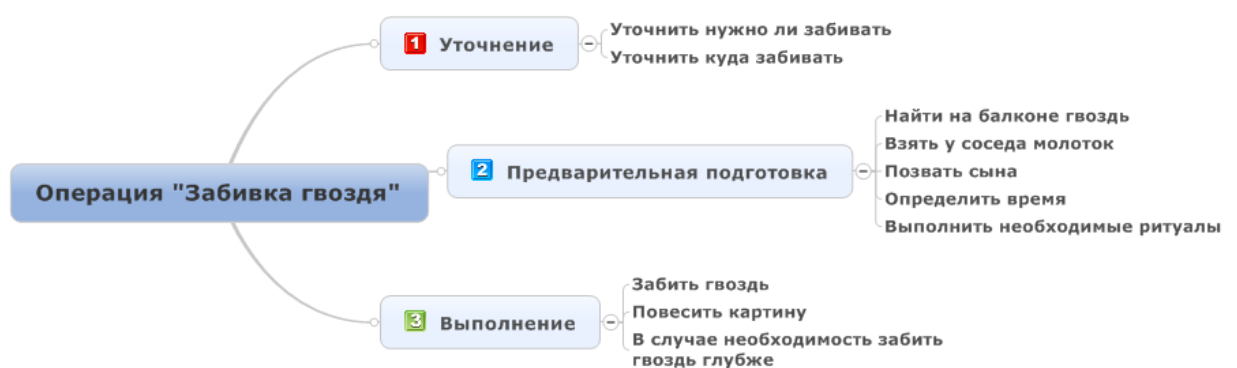 Операция "Забивка гвоздя"
1 Уточнение
Уточнить нужно ли забивать
Уточнить куда забивать
2 Предварительная подготовка
Найти на балконе гвоздь
Взять у соседа молоток
Позвать сына
Определить время
Выполнить необходимые ритуалы
3 Выполнение
Забить гвоздь
Повесить картину
В случае необходимость забить
гвоздь глубже